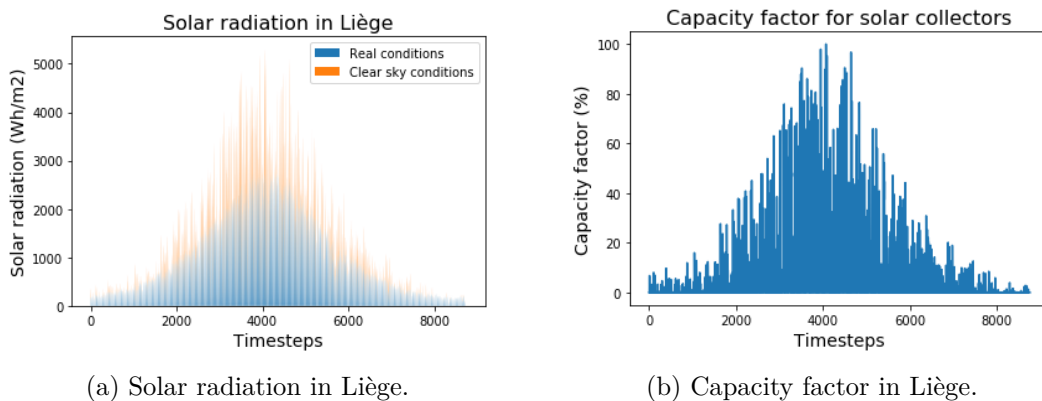 Solar radiation in Liège
Solar radiation (Wh/m2)
5000
4000
3000
2000
1000
0
Real conditions
Clear sky conditions
0
2000
4000
6000
8000
Timesteps
(a) Solar radiation in Liège.
Capacity factor for solar collectors
Capacity factor (%)
100
80
60
40
20
0
0
2000
4000
6000
8000
Timesteps
(b) Capacity factor in Liège.